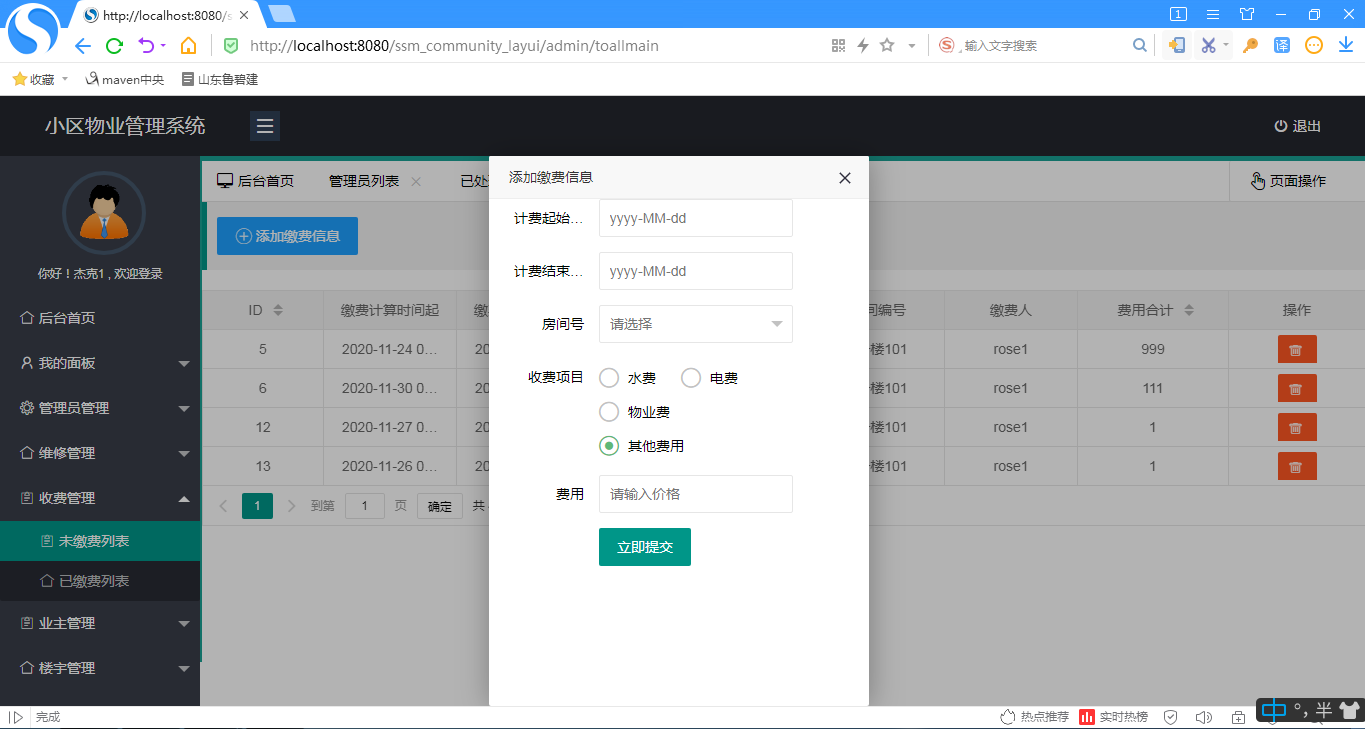 http://localhost:8080/s
1
http://localhost:8080/ssm_community_layui/admin/toallmain
输入文字搜索
译
收藏
maven中央
山东鲁碧建
小区物业管理系统
退出
你好！杰克1 , 欢迎登录
后台首页
我的面板
管理员管理
维修管理
收费管理
未缴费列表
已缴费列表
业主管理
楼宇管理
后台首页
管理员列表
页面操作
添加缴费信息
ID
缴费计算时间起
缴
编号
缴费人
费用合计
操作
5
2020-11-24 0...
20
楼101
rose1
999
6
2020-11-30 0...
20
楼101
rose1
111
12
2020-11-27 0...
20
楼101
rose1
1
13
2020-11-26 0...
20
楼101
rose1
1
1
到第
1
页
确定
共
添加缴费信息
计费起始...
yyyy-MM-dd
计费结束...
yyyy-MM-dd
房间号
请选择
收费项目
水费
电费
物业费
其他费用
费用
请输入价格
立即提交
完成
热点推荐
实时热榜
中 °, 半